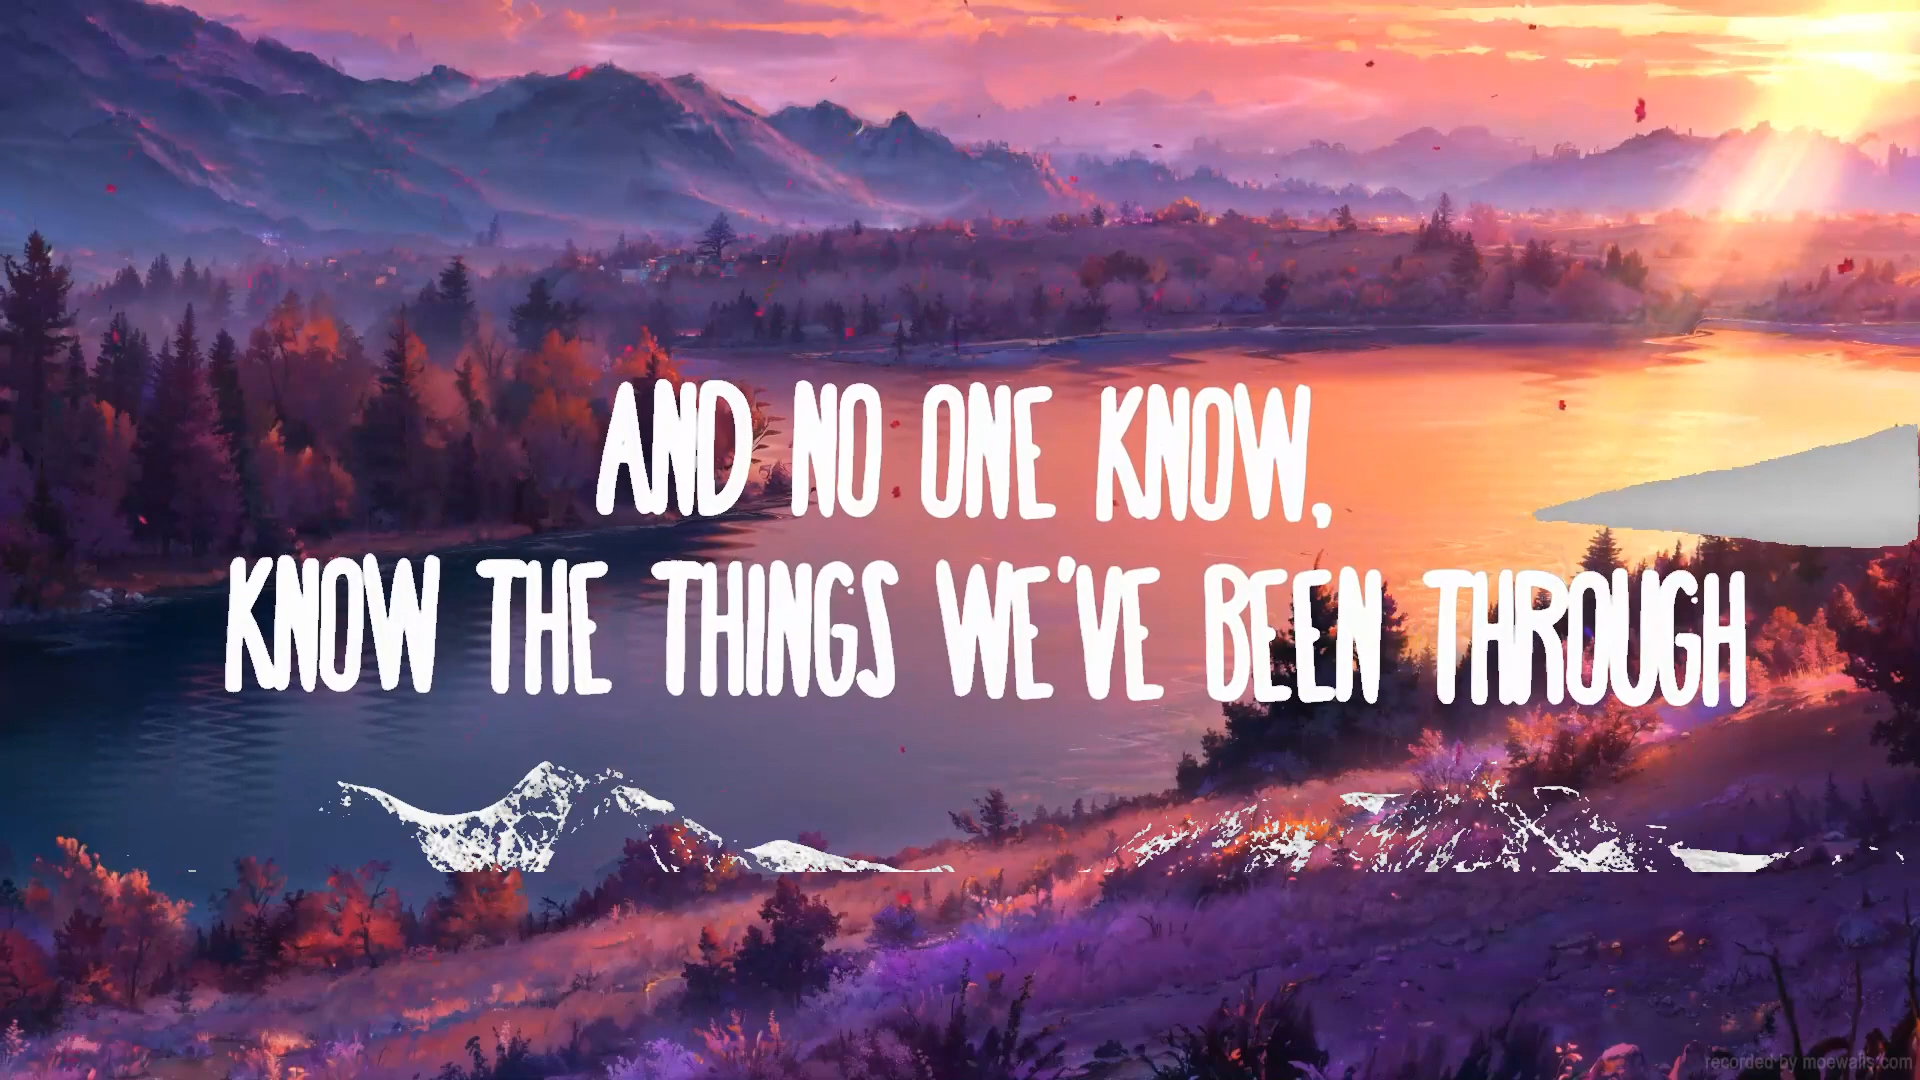 AND NO ONE KNOW,
KNOW THE THINGS WE'VE BEEN THROUGH
recorded by moewalls.com